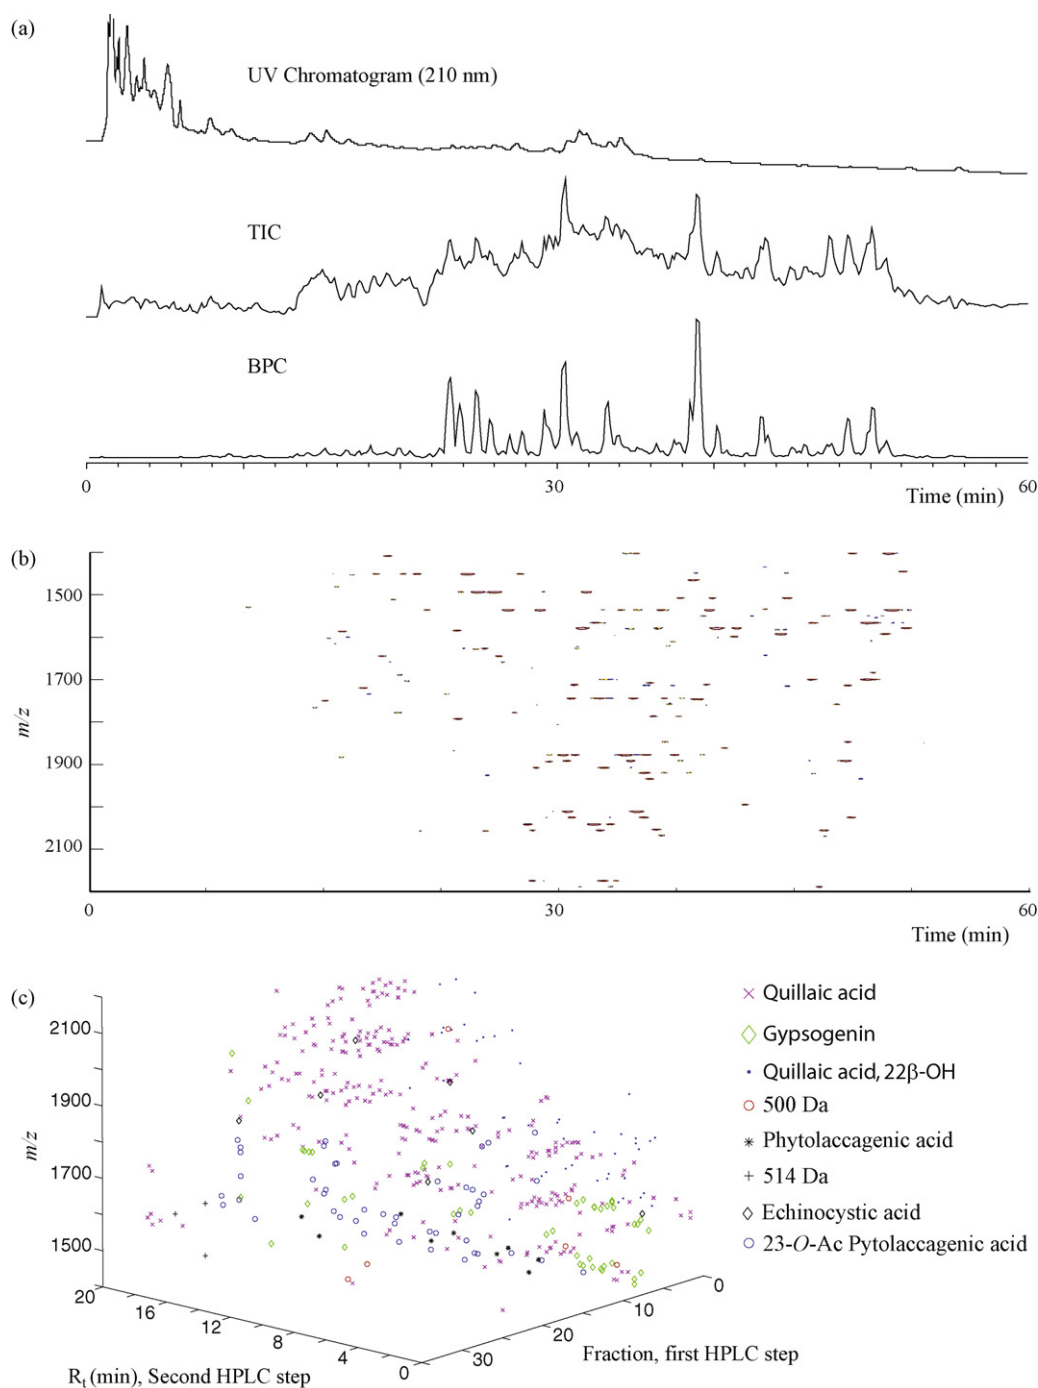 (a)
UV Chromatogram (210 nm)
TIC
BPC
0 30 60
Time (min)
(b)
1500
1700
m/z
1900
2100
0 30 60
Time (min)
(c)
Quillaic acid
Gypsogenin
Quillaic acid, 22β-OH
500 Da
Phytolaccagenic acid
514 Da
Echinocystic acid
23-O-Ac Pytolaccagenic acid
2100
1900
m/z
1700
1500
20 16 12 8 4 0
R_t (min), Second HPLC step
30 20 10 0
Fraction, first HPLC step